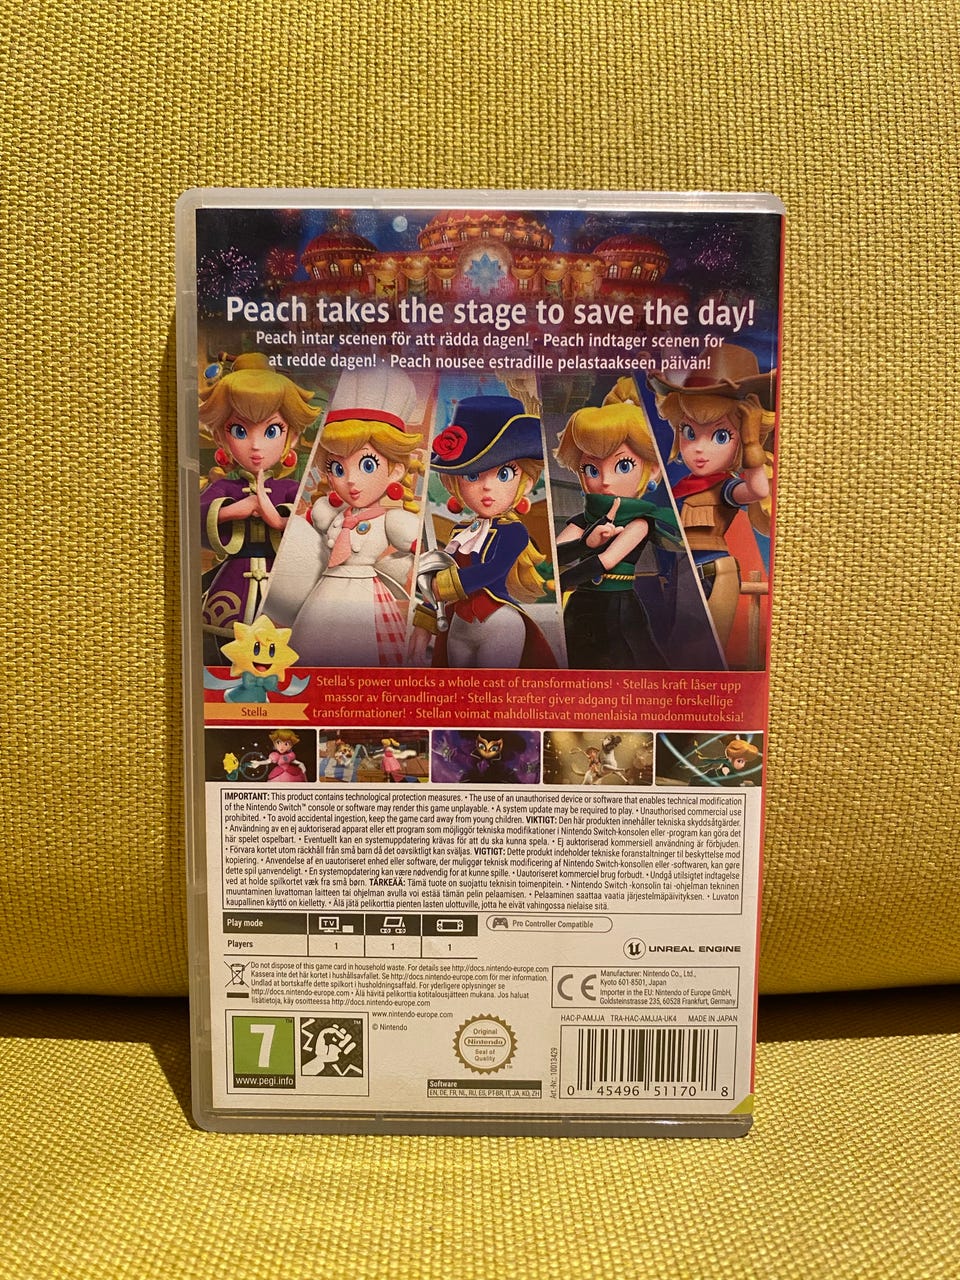 Peach takes the stage to save the day!
Peach intar scenen för att rädda dagen! · Peach indtager scenen for
at redde dagen! · Peach nousee estradille pelastaakseen päivän!
Stella's power unlocks a whole cast of transformations! · Stellas kraft låser upp
massor av förvandlingar! · Stellas kræfter giver adgang til mange forskellige
transformationer! · Stellan voimat mahdollistavat monenlaisia muodonmuutoksia!
Stella
IMPORTANT: This product contains technological protection measures. • The use of an unauthorised device or software that enables technical modification
of the Nintendo Switch™ console or software may render this game unplayable. • A system update may be required to play. • Unauthorised commercial use
prohibited. • To avoid accidental ingestion, keep the game card away from young children. VIKTIGT: Den här produkten innehåller tekniska skyddsåtgärder.
• Användning av en ej auktoriserad apparat eller ett program som möjliggör tekniska modifikationer i Nintendo Switch-konsolen eller -program kan göra det
här spelet ospelbart. • Eventuellt kan en systemuppdatering krävas för att du ska kunna spela. • Ej auktoriserad kommersiell användning är förbjuden.
• Förvara kortet utom räckhåll från små barn då det oavsiktligt kan sväljas. VIGTIGT: Dette produkt indeholder tekniske foranstaltninger til beskyttelse mod
kopiering. • Anvendelse af en uautoriseret enhed eller software, der muliggør teknisk modificering af Nintendo Switch-konsollen eller -softwaren, kan gøre
dette spil uanvendeligt. • En systemopdatering kan være nødvendig for at kunne spille. • Uautoriseret kommerciel brug forbudt. • Undgå utilsigtet indtagelse
ved at holde spilkortet væk fra små børn. TÄRKEÄÄ: Tämä tuote on suojattu teknisin toimenpitein. • Nintendo Switch -konsolin tai -ohjelman tekninen
muuntaminen luvattoman laitteen tai ohjelman avulla voi estää tämän pelin pelaamisen. • Pelaaminen saattaa vaatia järjestelmäpäivityksen. • Luvaton
kaupallinen käyttö on kielletty. • Älä jätä pelikorttia pienten lasten ulottuville, jotta he eivät vahingossa nielaise sitä.
Play mode TV Pro Controller Compatible
Players 1 1 1
UNREAL ENGINE
Do not dispose of this game card in household waste. For details see http://docs.nintendo-europe.com
Kassera inte det här kortet i hushållsavfallet. Se http://docs.nintendo-europe.com för mer information.
Undlad at bortskaffe dette spilkort i husholdningsaffald. For yderligere oplysninger se
http://docs.nintendo-europe.com • Älä hävitä pelikorttia kotitalousjätteen mukana. Jos haluat
lisätietoja, käy osoitteessa http://docs.nintendo-europe.com
CE
Manufacturer: Nintendo Co., Ltd.,
Kyoto 601-8501, Japan
Importer in the EU: Nintendo of Europe GmbH,
Goldsteinstrasse 235, 60528 Frankfurt, Germany
HAC-P-AMJJA TRA-HAC-AMJJA-UK4 MADE IN JAPAN
www.nintendo-europe.com
© Nintendo
7™
www.pegi.info
™
Original
Nintendo
Seal of
Quality
™
Software
EN, DE, FR, NL, RU, ES, PT-BR, IT, JA, KO, ZH
Art.-Nr.: 10013429
0 45496 51170 8